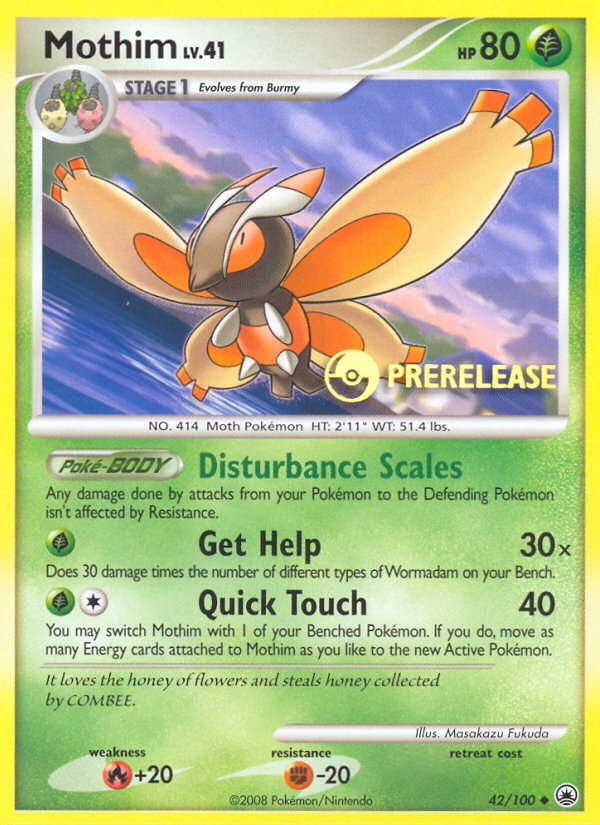 Mothim LV.41
HP 80
STAGE 1 Evolves from Burmy
PRERELEASE
NO. 414 Moth Pokémon HT: 2'11" WT: 51.4 lbs.
Poké-BODY Disturbance Scales
Any damage done by attacks from your Pokémon to the Defending Pokémon
isn't affected by Resistance.
Get Help 30x
Does 30 damage times the number of different types of Wormadam on your Bench.
Quick Touch 40
You may switch Mothim with 1 of your Benched Pokémon. If you do, move as
many Energy cards attached to Mothim as you like to the new Active Pokémon.
It loves the honey of flowers and steals honey collected
by COMBEE.
Illus. Masakazu Fukuda
weakness resistance retreat cost
+20 -20
©2008 Pokémon/Nintendo 42/100